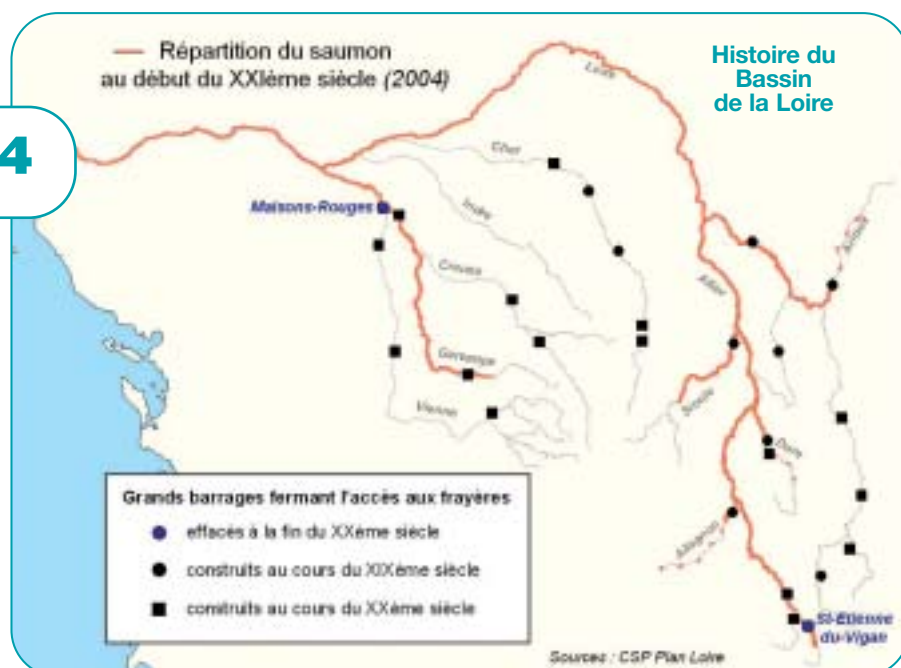 — Répartition du saumon
au début du XXIème siècle (2004)
Histoire du
Bassin
de la Loire
4
Loire
Cher
Maisons-Rouges
Indre
Creuse
Gartempe
Vienne
Allier
Arroux
Sioule
Dore
Allagnon
St-Etienne
du-Vigan
Grands barrages fermant l'accès aux frayères
effacés à la fin du XXème siècle
construits au cours du XIXème siècle
construits au cours du XXème siècle
Sources : CSP Plan Loire